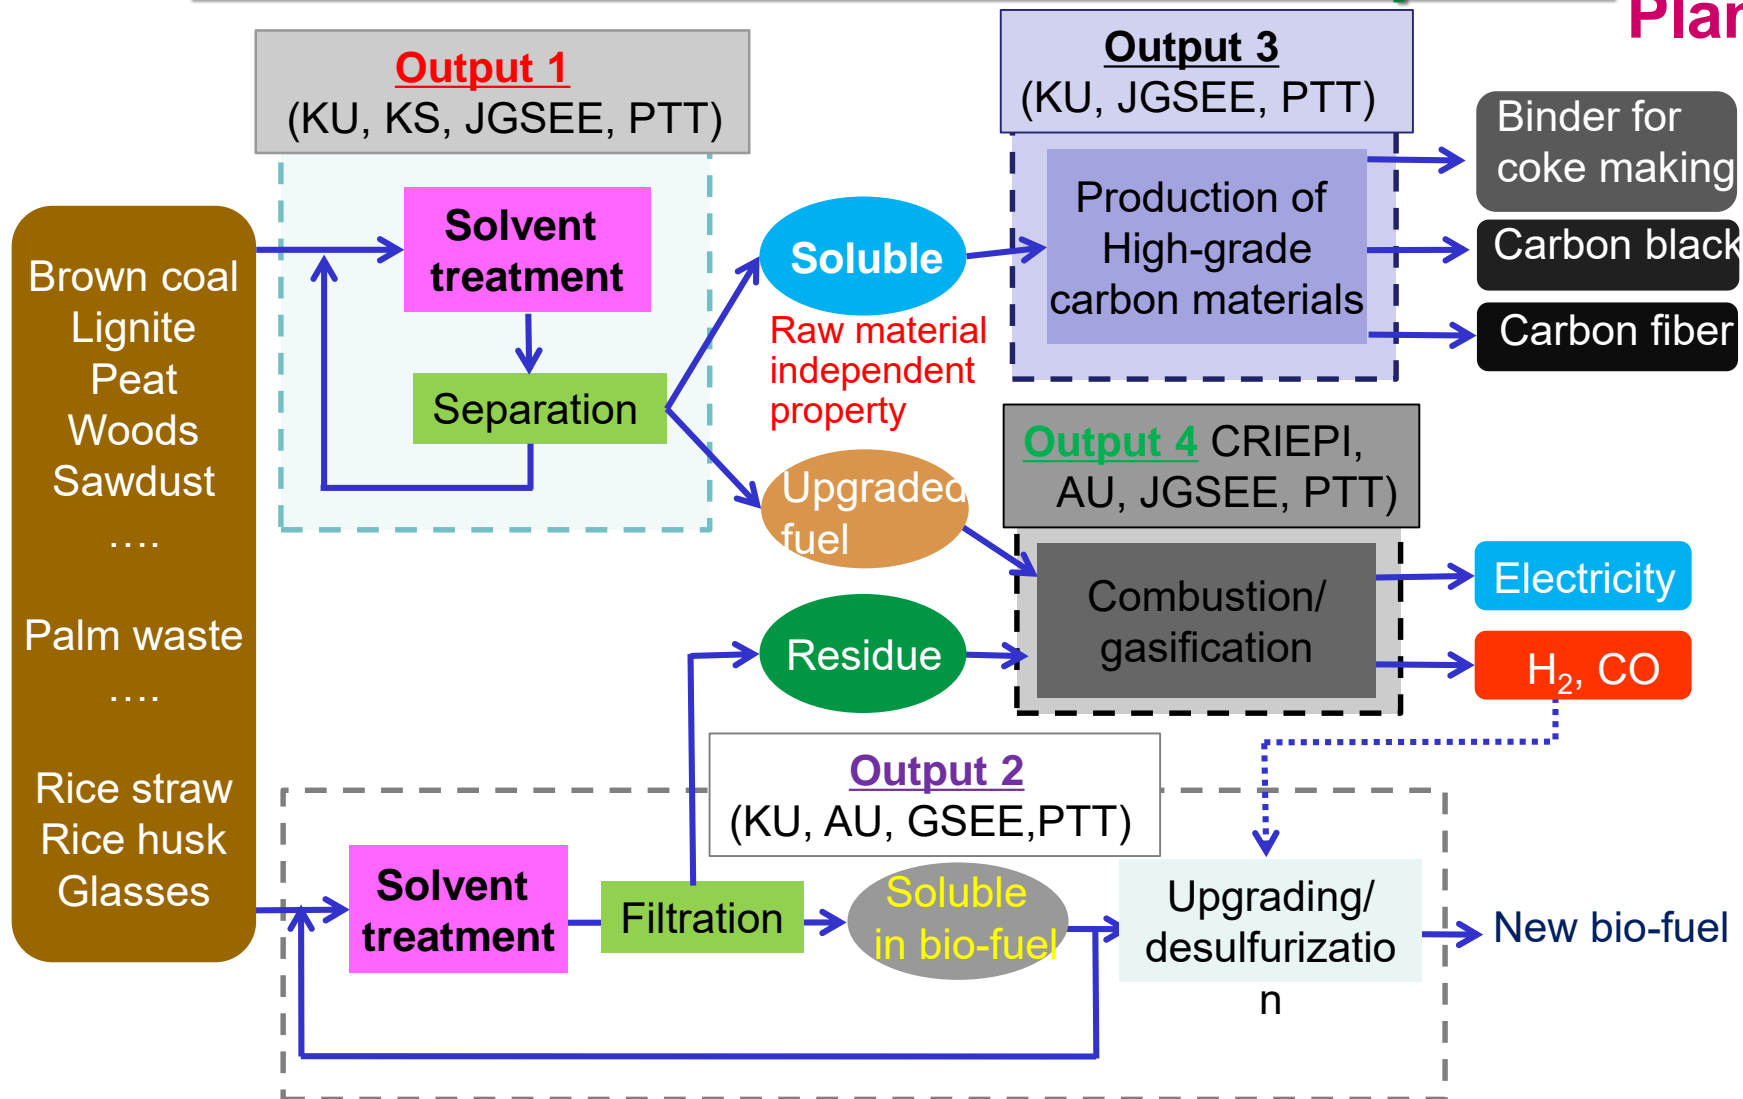 Output 1
(KU, KS, JGSEE, PTT)
Output 3
(KU, JGSEE, PTT)
Brown coal
Lignite
Peat
Woods
Sawdust
....
Palm waste
....
Rice straw
Rice husk
Glasses
Solvent
treatment
Separation
Soluble
Raw material
independent
property
Upgraded
fuel
Residue
Production of
High-grade
carbon materials
Binder for
coke making
Carbon black
Carbon fiber
Output 4 CRIEPI,
AU, JGSEE, PTT)
Combustion/
gasification
Electricity
H₂, CO
Output 2
(KU, AU, GSEE,PTT)
Solvent
treatment
Filtration
Soluble
in bio-fuel
Upgrading/
desulfurizatio
n
New bio-fuel